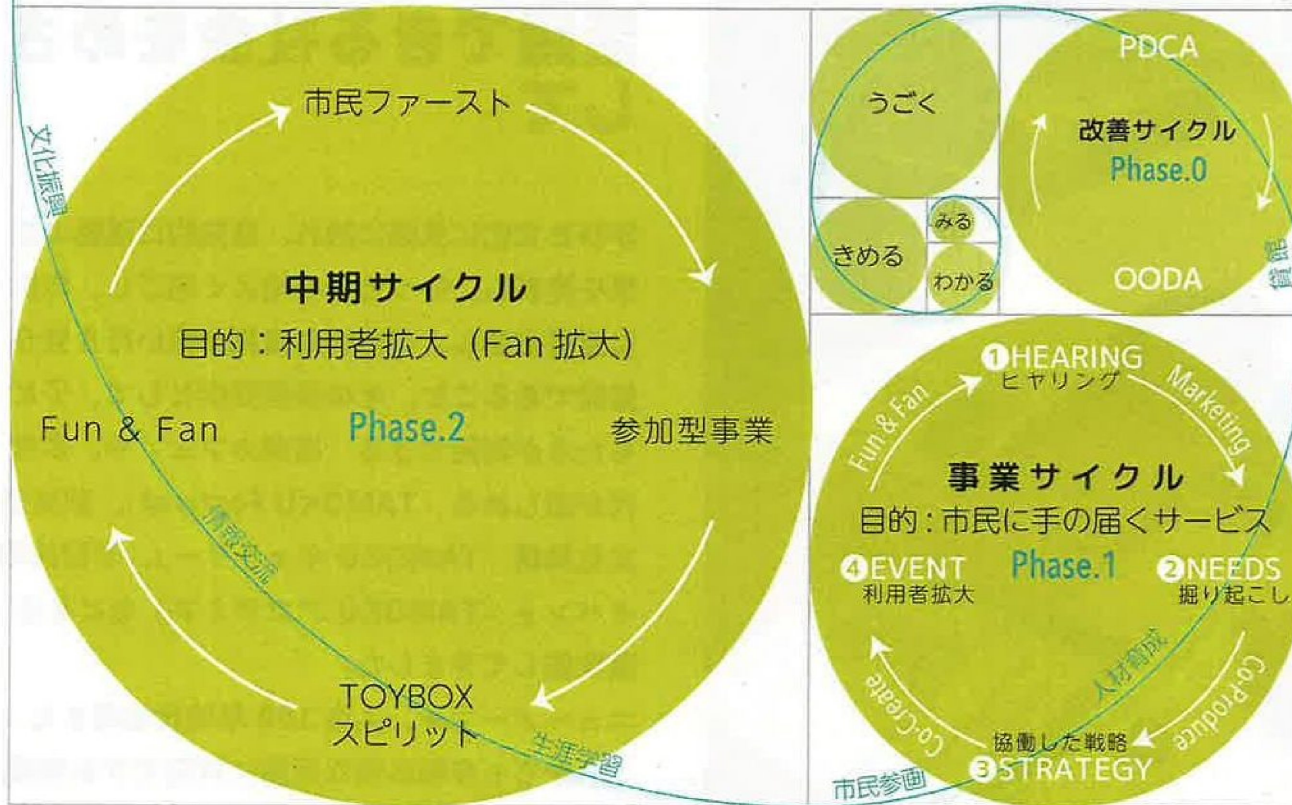 市民ファースト
文化振興
中期サイクル
目的：利用者拡大（Fan 拡大）
Fun & Fan
Phase.2
参加型事業
情報交流
TOYBOX
スピリット
生涯学習
うごく
きめる
みる
わかる
PDCA
改善サイクル
Phase.0
OODA
貸館
❶HEARING
ヒヤリング
Fun & Fan
Marketing
事業サイクル
目的：市民に手の届くサービス
Phase.1
❹EVENT
利用者拡大
❷NEEDS
掘り起こし
人材育成
Co-Create
Co-Produce
協働した戦略
❸STRATEGY
市民参画